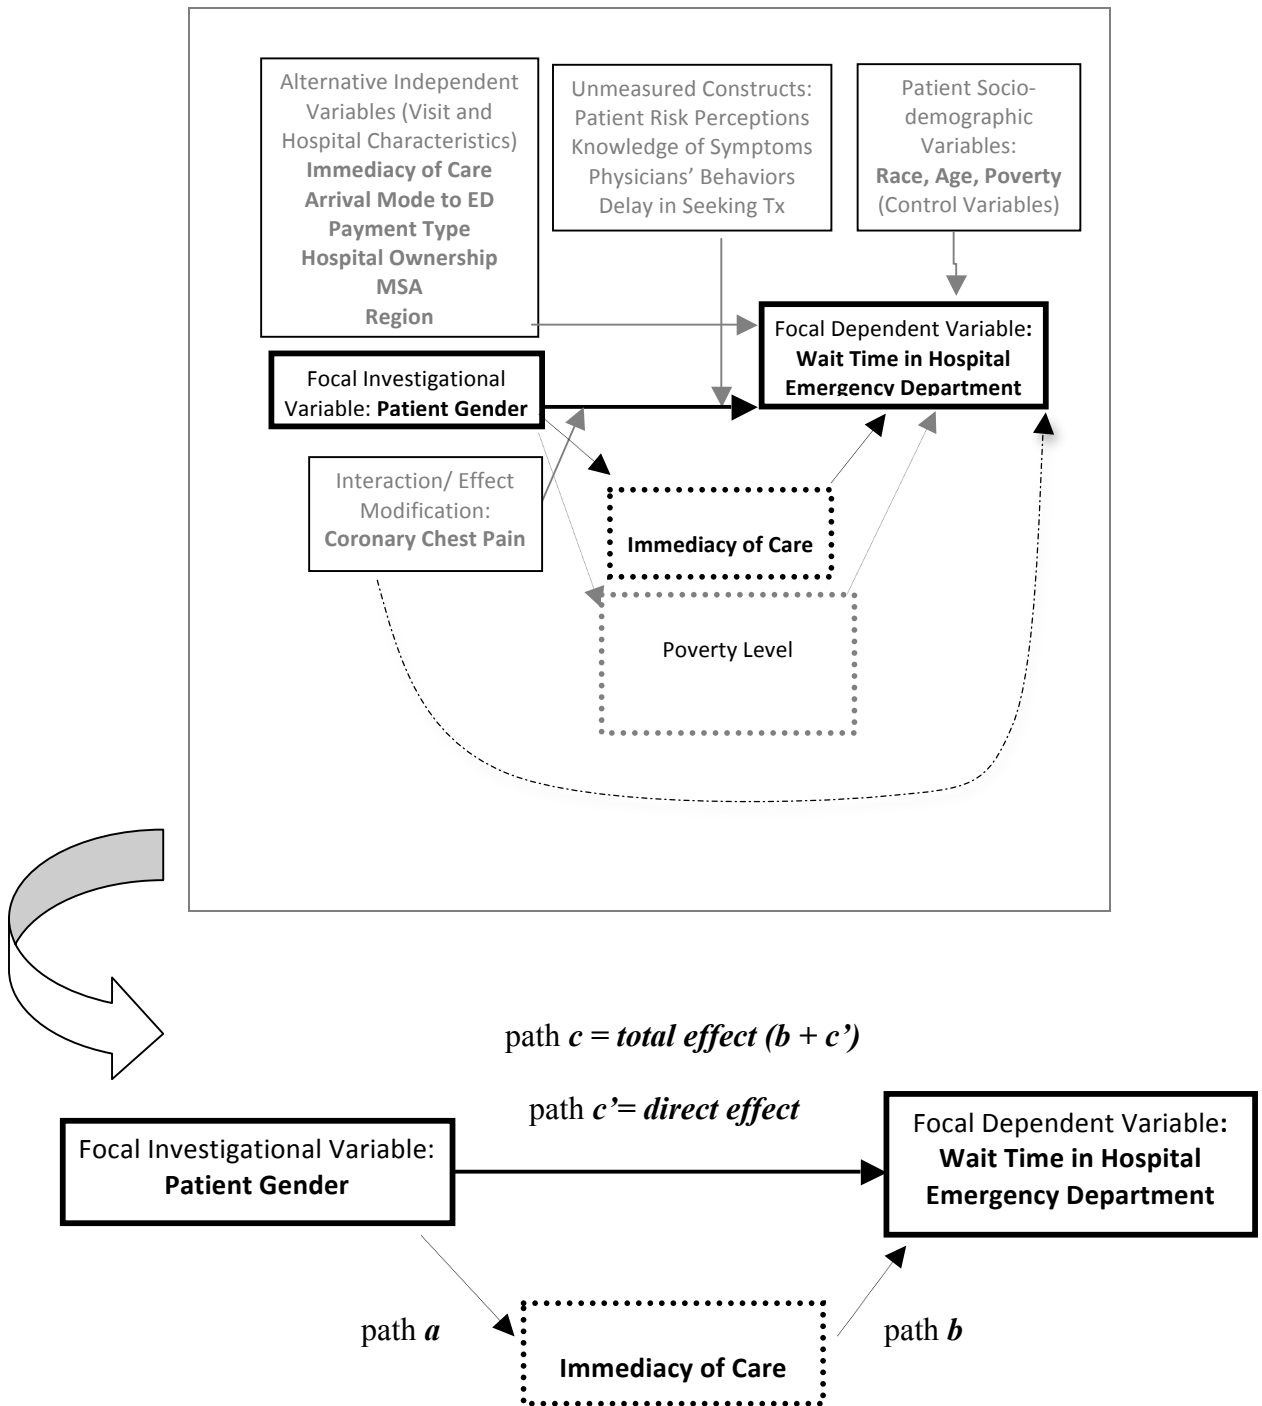 Alternative Independent
Variables (Visit and
Hospital Characteristics)
Immediacy of Care
Arrival Mode to ED
Payment Type
Hospital Ownership
MSA
Region
Unmeasured Constructs:
Patient Risk Perceptions
Knowledge of Symptoms
Physicians’ Behaviors
Delay in Seeking Tx
Patient Socio-
demographic
Variables:
Race, Age, Poverty
(Control Variables)
Focal Dependent Variable:
Wait Time in Hospital
Emergency Department
Focal Investigational
Variable: Patient Gender
Interaction/ Effect
Modification:
Coronary Chest Pain
Immediacy of Care
Poverty Level
path c = total effect (b + c’)
path c’= direct effect
Focal Investigational Variable:
Patient Gender
Focal Dependent Variable:
Wait Time in Hospital
Emergency Department
path a
path b
Immediacy of Care